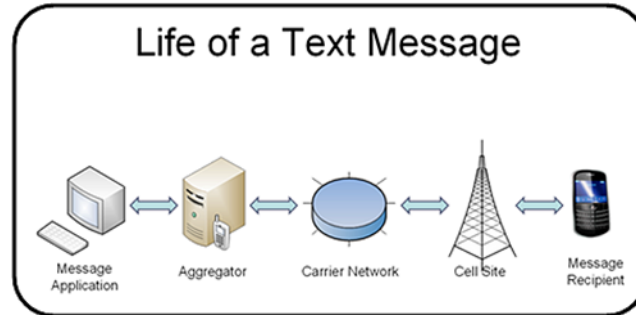 Life of a Text Message
Message
Application
Aggregator
Carrier Network
Cell Site
Message
Recipient